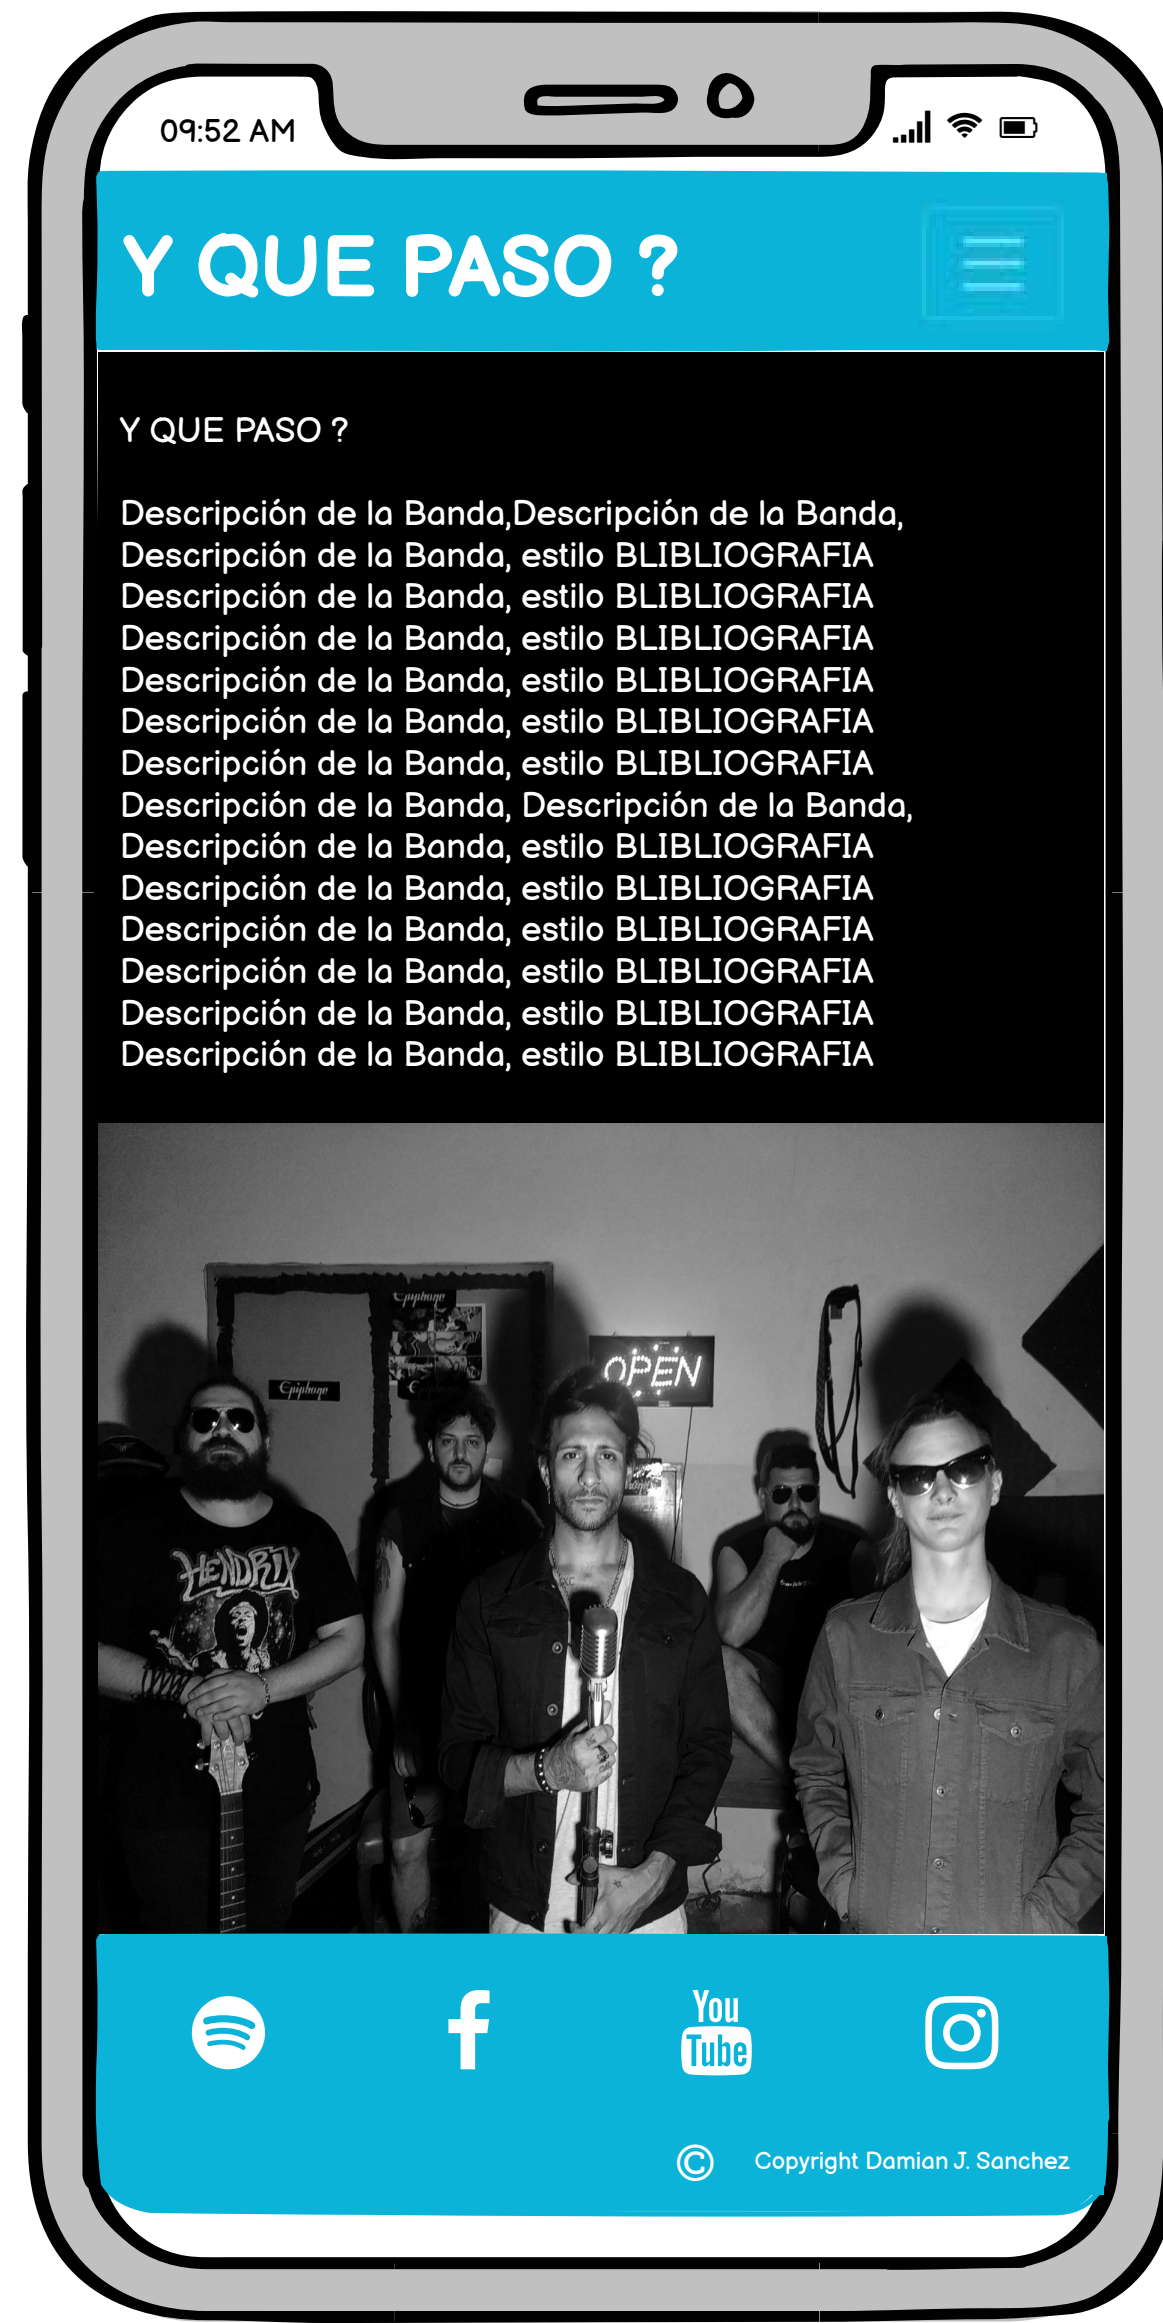 09:52 AM
Y QUE PASO ?
Y QUE PASO ?
Descripción de la Banda,Descripción de la Banda,
Descripción de la Banda, estilo BLIBLIOGRAFIA
Descripción de la Banda, estilo BLIBLIOGRAFIA
Descripción de la Banda, estilo BLIBLIOGRAFIA
Descripción de la Banda, estilo BLIBLIOGRAFIA
Descripción de la Banda, estilo BLIBLIOGRAFIA
Descripción de la Banda, estilo BLIBLIOGRAFIA
Descripción de la Banda, Descripción de la Banda,
Descripción de la Banda, estilo BLIBLIOGRAFIA
Descripción de la Banda, estilo BLIBLIOGRAFIA
Descripción de la Banda, estilo BLIBLIOGRAFIA
Descripción de la Banda, estilo BLIBLIOGRAFIA
Descripción de la Banda, estilo BLIBLIOGRAFIA
Descripción de la Banda, estilo BLIBLIOGRAFIA
Epiphone
OPEN
Epiphone
HENDRIX
You
Tube
© Copyright Damian J. Sanchez